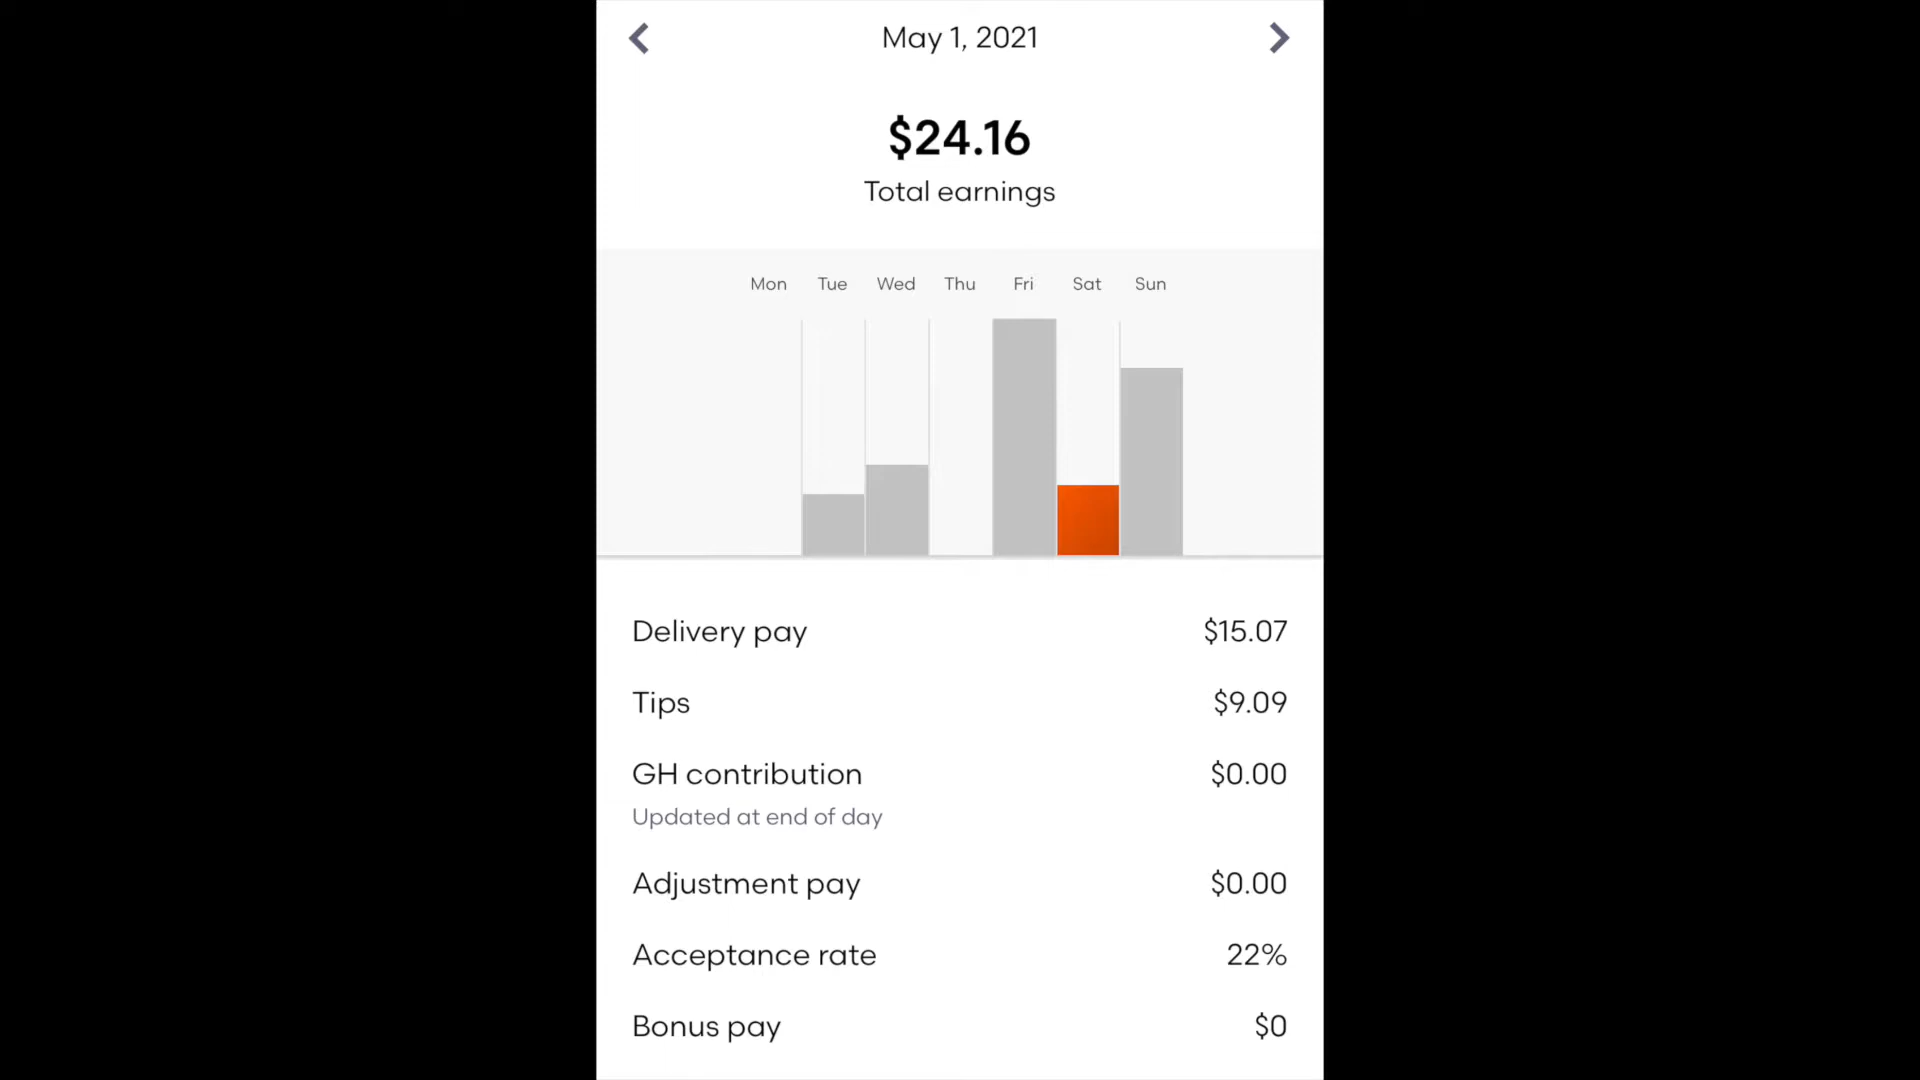 May 1, 2021
$24.16
Total earnings
Mon Tue Wed Thu Fri Sat Sun
Delivery pay $15.07
Tips $9.09
GH contribution $0.00
Updated at end of day
Adjustment pay $0.00
Acceptance rate 22%
Bonus pay $0